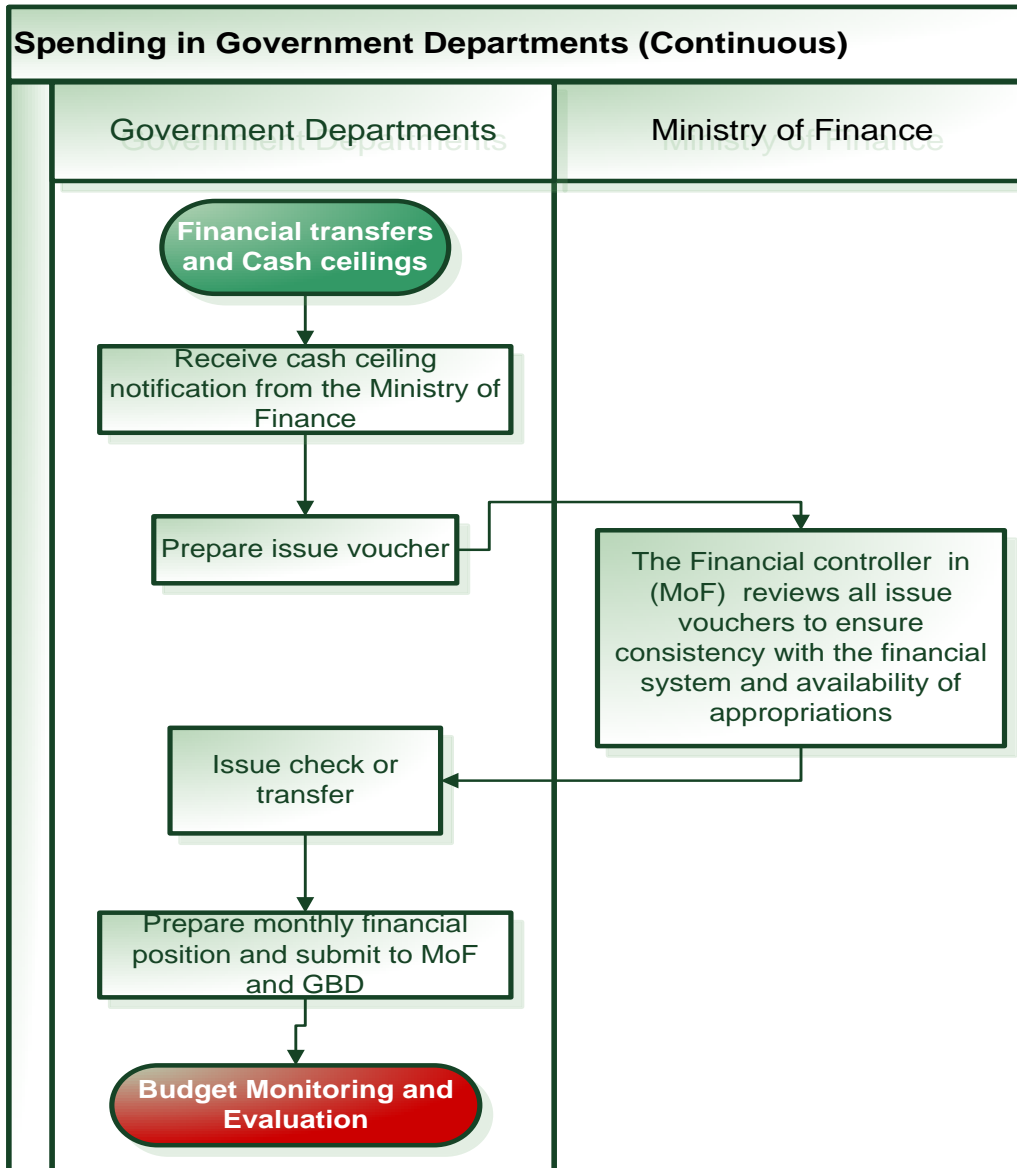 Spending in Government Departments (Continuous)
Government Departments
Ministry of Finance
Financial transfers
and Cash ceilings
Receive cash ceiling
notification from the Ministry of
Finance
Prepare issue voucher
The Financial controller in
(MoF) reviews all issue
vouchers to ensure
consistency with the financial
system and availability of
appropriations
Issue check or
transfer
Prepare monthly financial
position and submit to MoF
and GBD
Budget Monitoring and
Evaluation